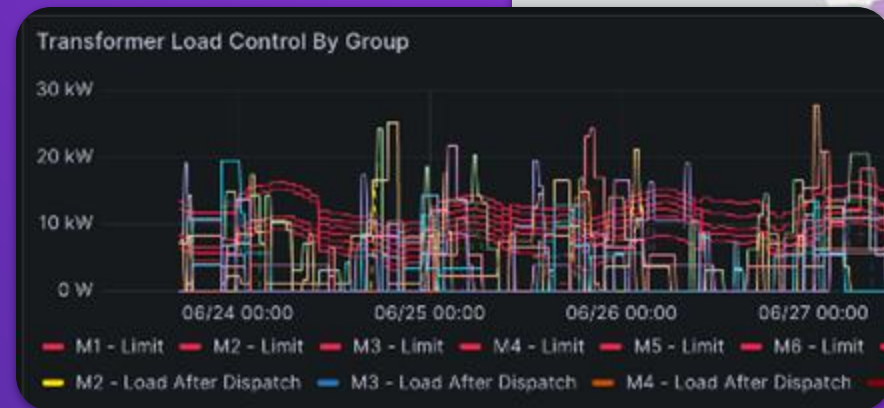 Transformer Load Control By Group
30 kW
20 kW
10 kW
0 W
06/24 00:00 06/25 00:00 06/26 00:00 06/27 00:00
M1 - Limit M2 - Limit M3 - Limit M4 - Limit M5 - Limit M6 - Limit
M2 - Load After Dispatch M3 - Load After Dispatch M4 - Load After Dispatch